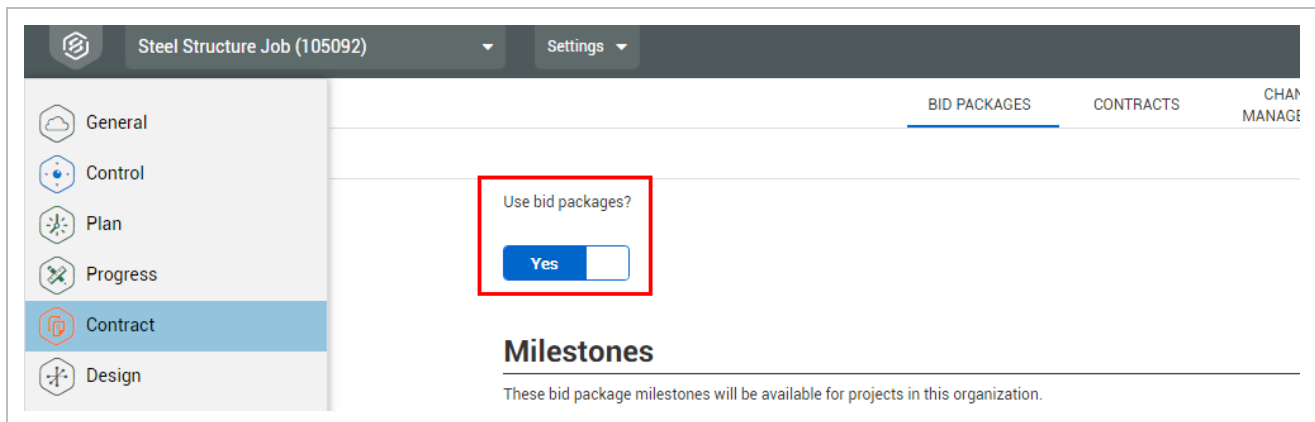 Steel Structure Job (105092)
Settings
General
Control
Plan
Progress
Contract
Design
BID PACKAGES
CONTRACTS
Use bid packages?
Yes
Milestones
These bid package milestones will be available for projects in this organization.